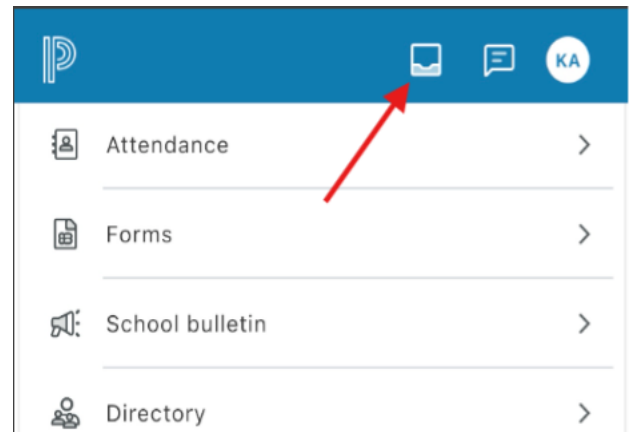 KA
Attendance
Forms
School bulletin
Directory